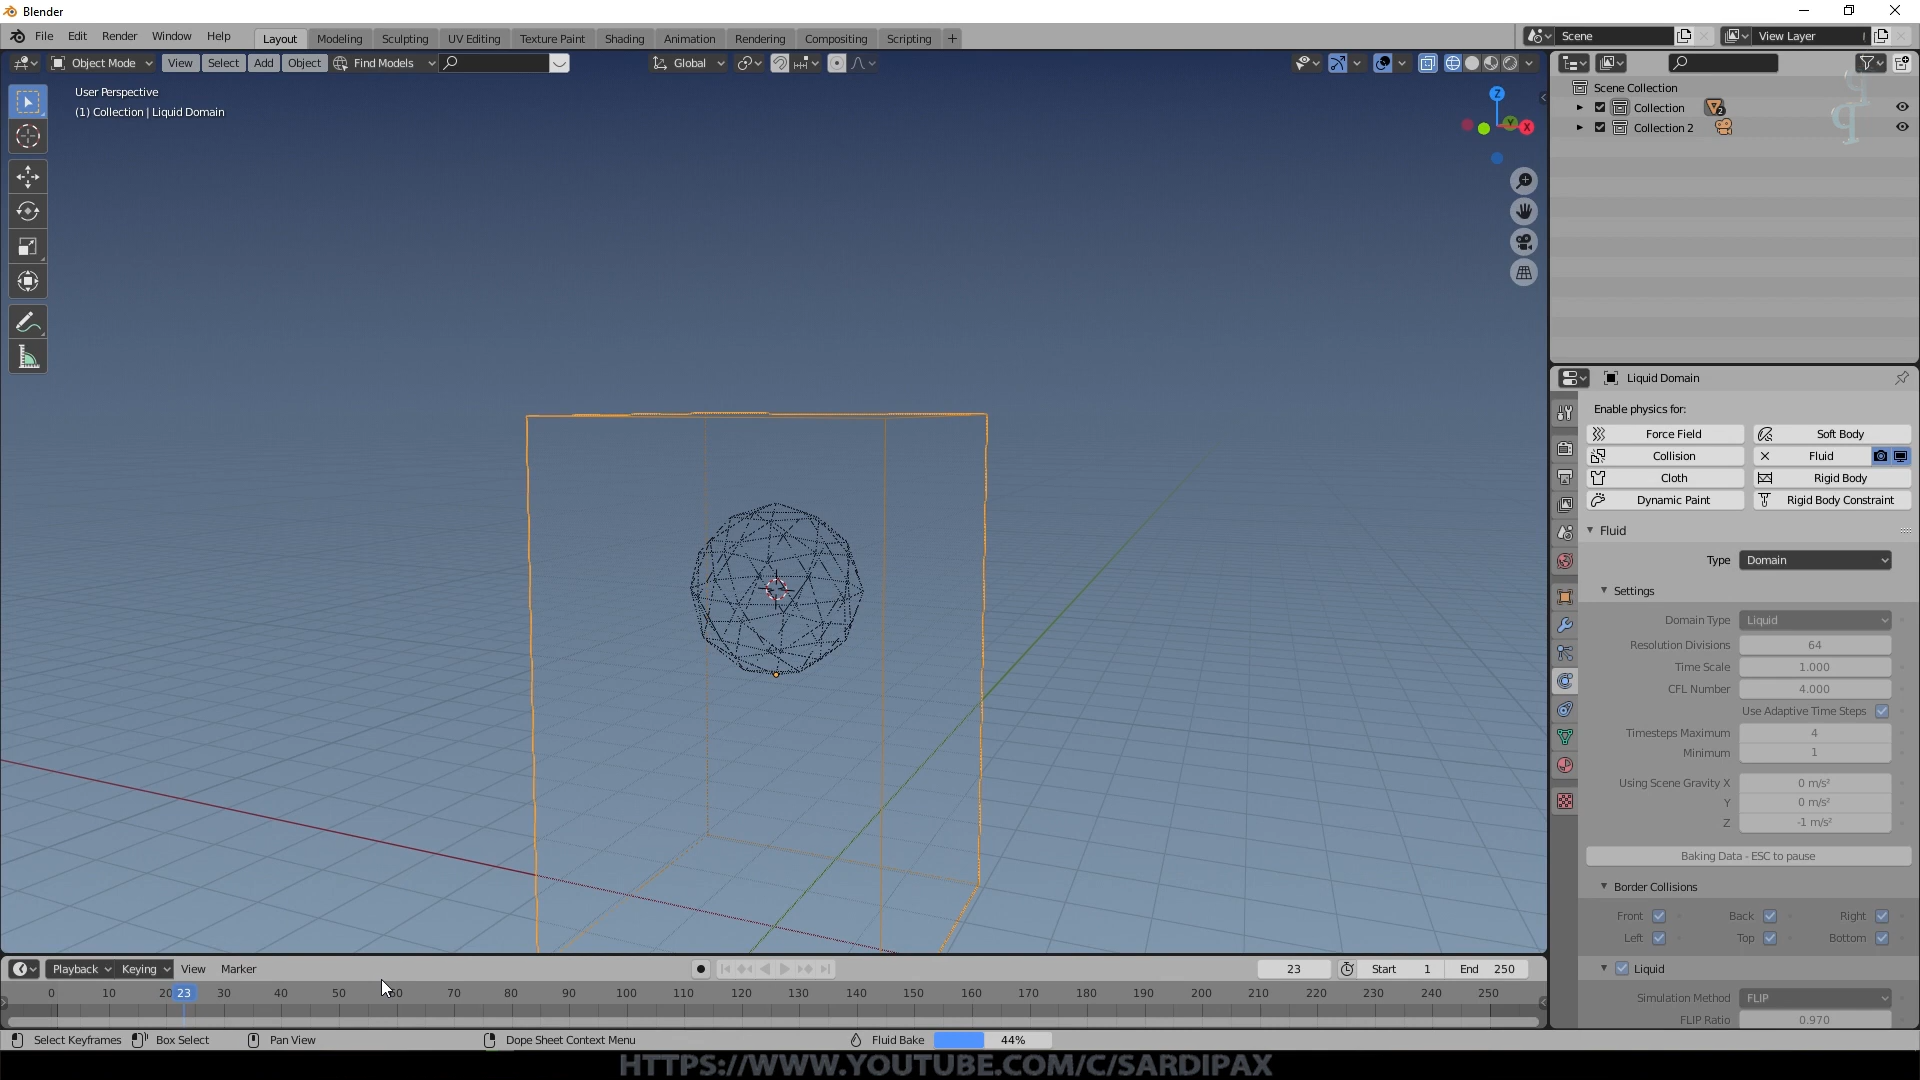 Blender
File Edit Render Window Help Layout Modeling Sculpting UV Editing Texture Paint Shading Animation Rendering Compositing Scripting + Scene View Layer
Object Mode View Select Add Object Find Models Global
User Perspective
(1) Collection | Liquid Domain
Z
Y
X
Scene Collection
Collection 2
Collection 2
Liquid Domain
Enable physics for:
Force Field Soft Body
Collision Fluid
Cloth Rigid Body
Dynamic Paint Rigid Body Constraint
Fluid
Type Domain
Settings
Domain Type Liquid
Resolution Divisions 64
Time Scale 1.000
CFL Number 4.000
Use Adaptive Time Steps
Timesteps Maximum 4
Minimum 1
Using Scene Gravity X 0 m/s²
Y 0 m/s²
Z -1 m/s²
Baking Data - ESC to pause
Border Collisions
Front Back Right
Left Top Bottom
Liquid
Simulation Method FLIP
FLIP Ratio 0.970
Playback Keying View Marker 23 Start 1 End 250
0 10 20 23 30 40 50 60 70 80 90 100 110 120 130 140 150 160 170 180 190 200 210 220 230 240 250
Select Keyframes Box Select Pan View Dope Sheet Context Menu Fluid Bake 44%
HTTPS://WWW.YOUTUBE.COM/C/SARDIPAX